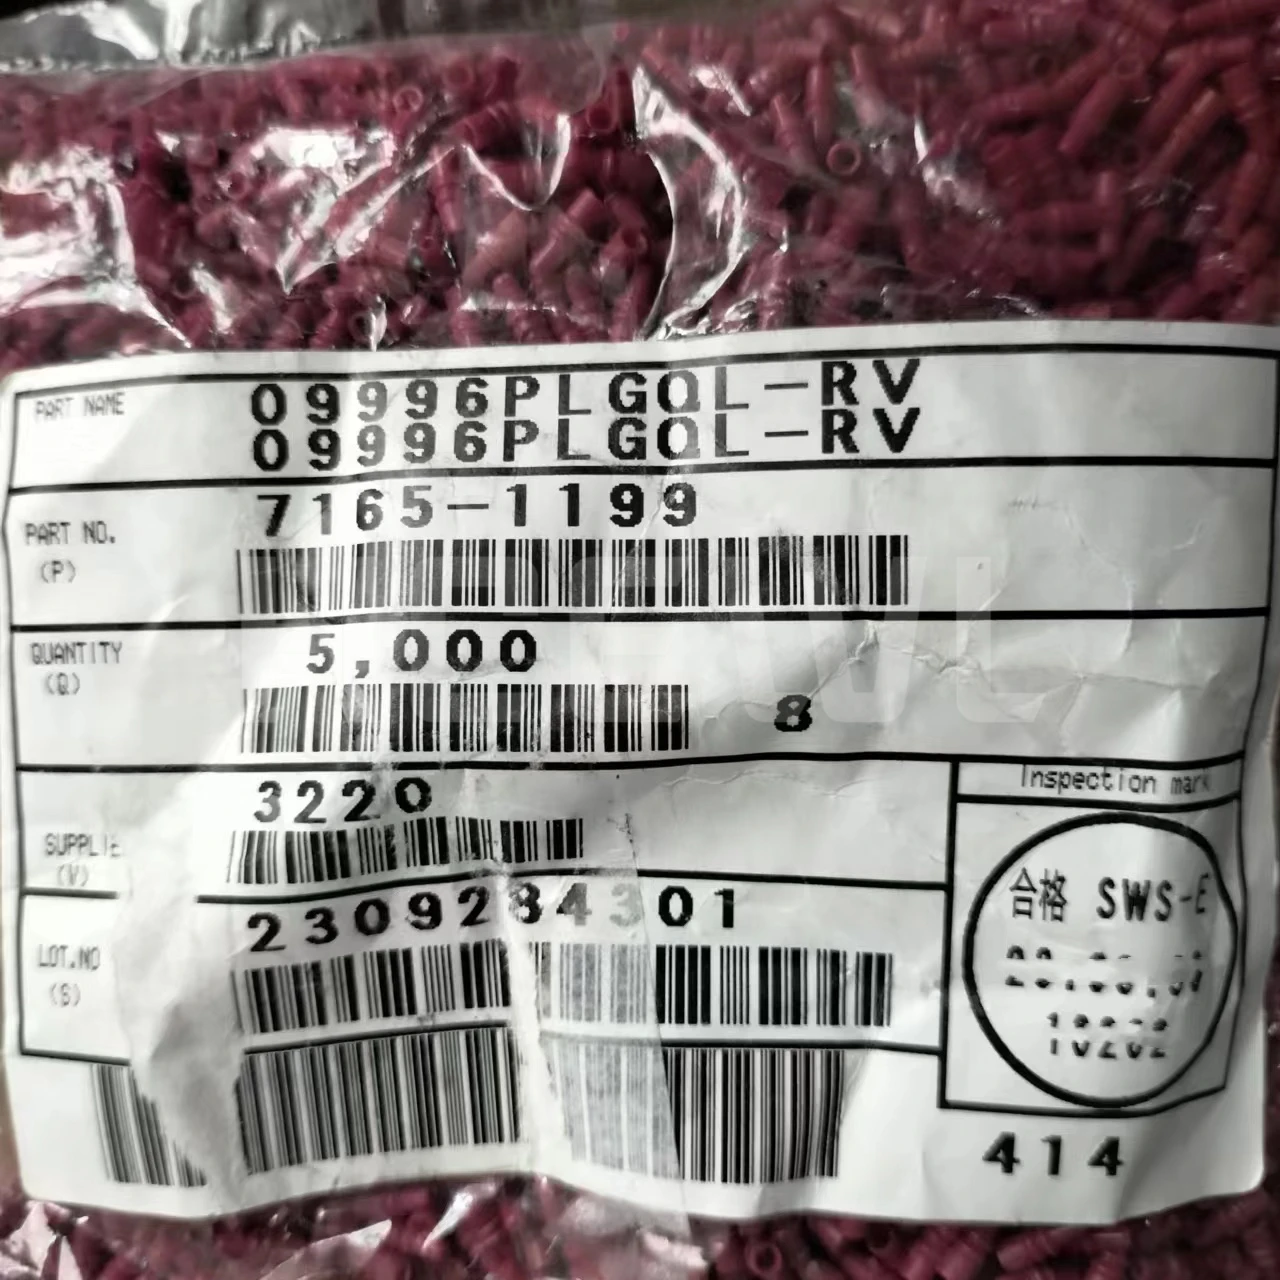 PART NAME
09996PLGQL-RV
09996PLGQL-RV
PART NO.
(P)
7165-1199
QUANTITY
(Q)
5,000
8
3220
(V)
LOT.NO
(S)
2309284301
Inspection mark
合格 SWS-E
414